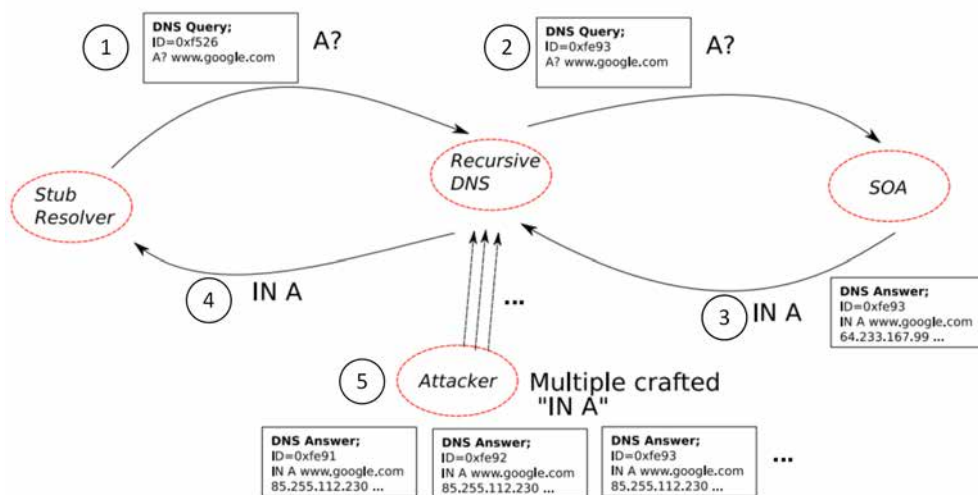 1
DNS Query;
ID=0xf526
A? www.google.com
A?
2
DNS Query;
ID=0xfe93
A? www.google.com
A?
Stub
Resolver
Recursive
DNS
SOA
4
IN A
...
3
IN A
DNS Answer;
ID=0xfe93
IN A www.google.com
64.233.167.99 ...
5
Attacker
Multiple crafted
"IN A"
DNS Answer;
ID=0xfe91
IN A www.google.com
85.255.112.230 ...
DNS Answer;
ID=0xfe92
IN A www.google.com
85.255.112.230 ...
DNS Answer;
ID=0xfe93
IN A www.google.com
85.255.112.230 ...
...